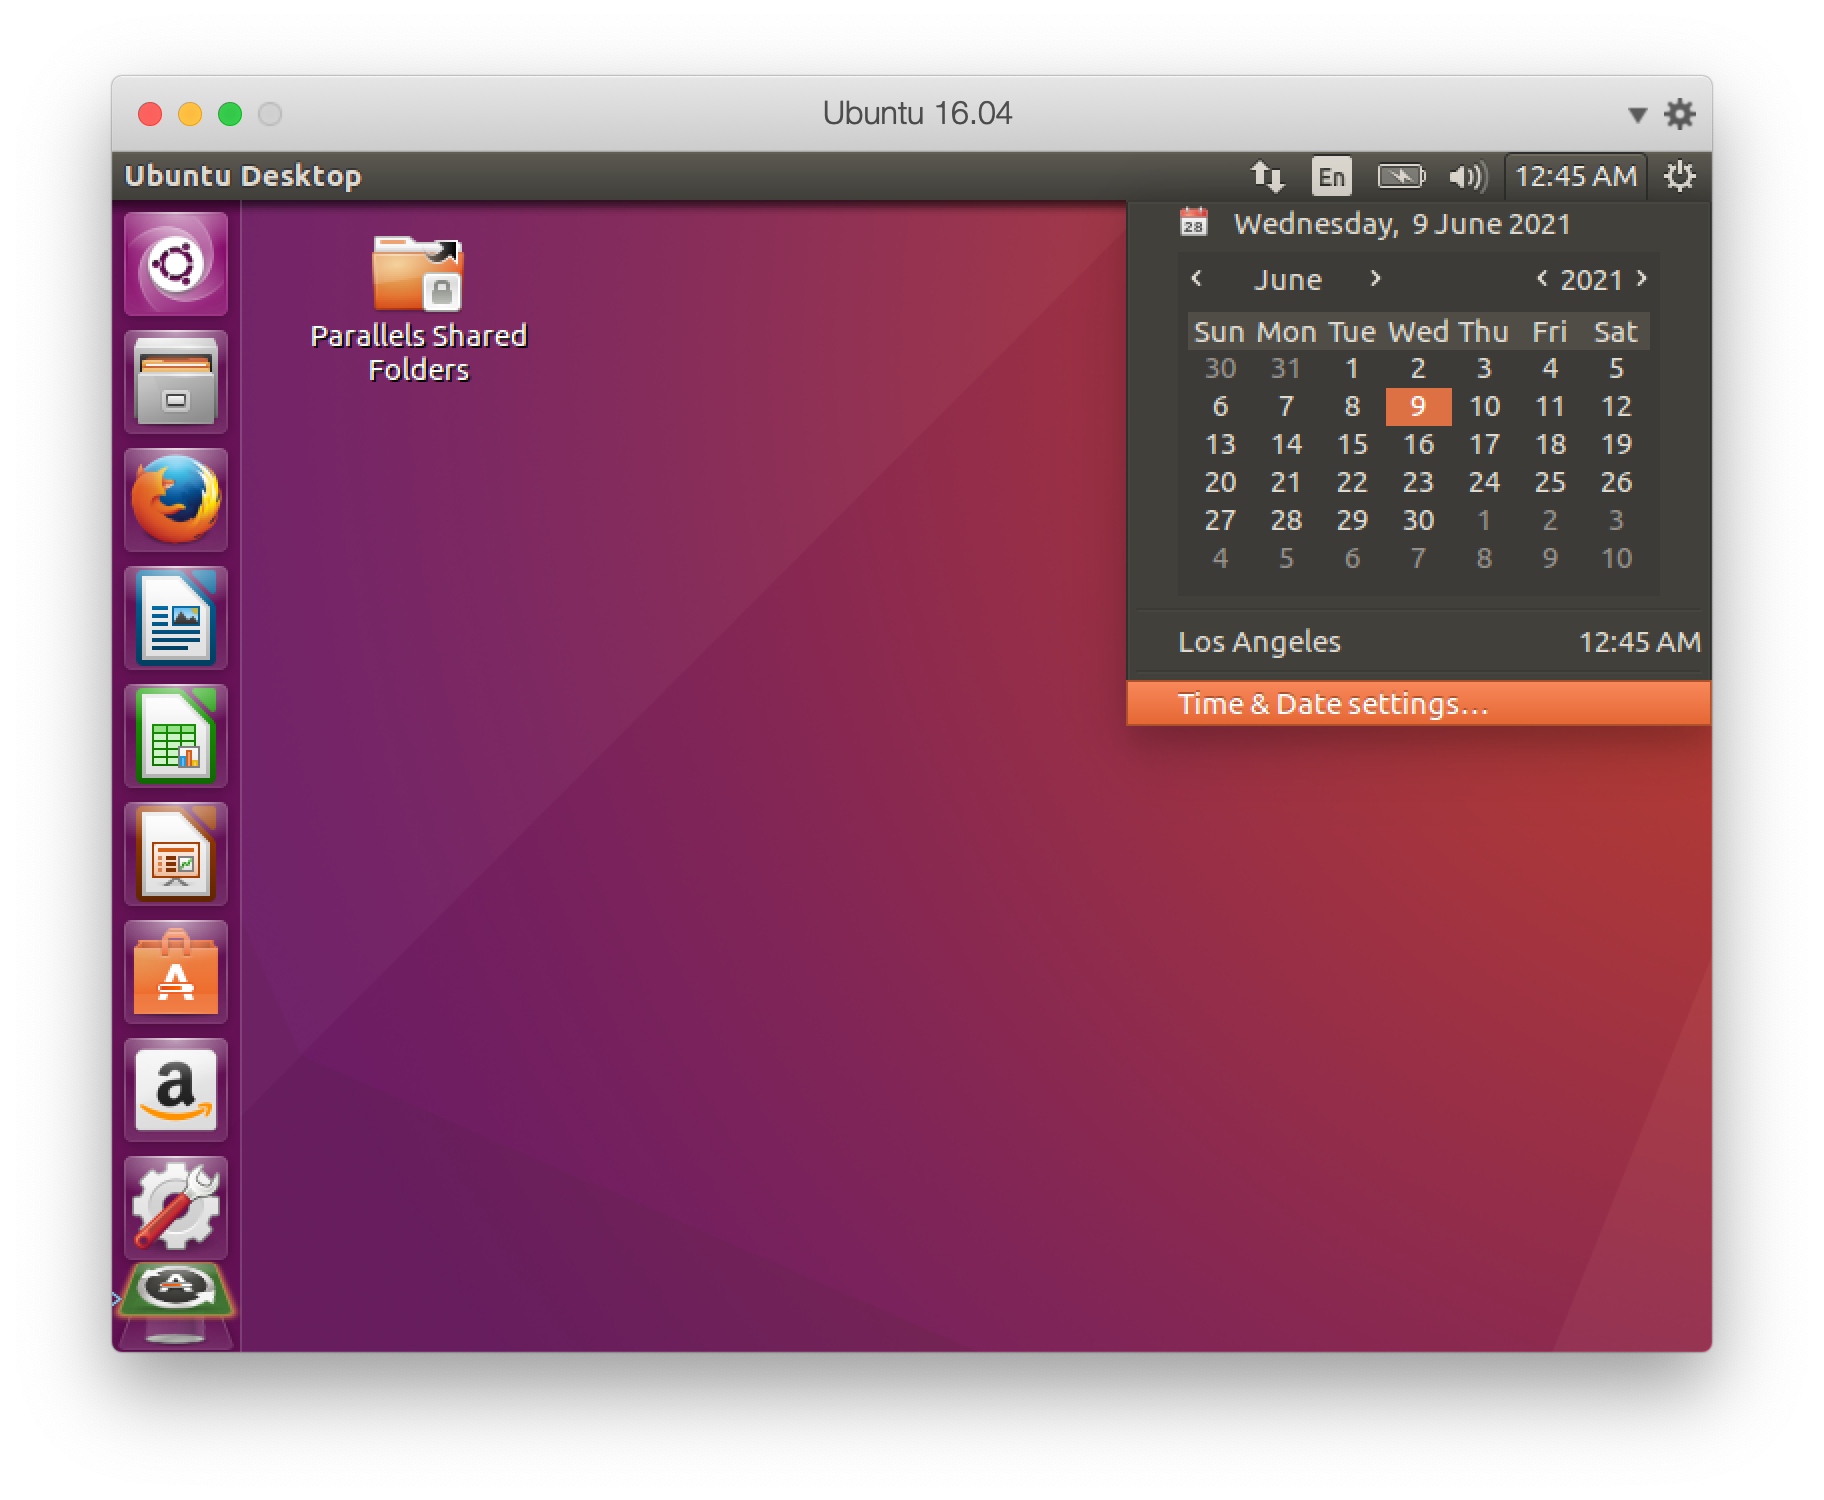 Ubuntu 16.04
Ubuntu Desktop
En
12:45 AM
28
Wednesday, 9 June 2021
June
2021
Sun Mon Tue Wed Thu Fri Sat
30 31 1 2 3 4 5
6 7 8 9 10 11 12
13 14 15 16 17 18 19
20 21 22 23 24 25 26
27 28 29 30 1 2 3
4 5 6 7 8 9 10
Los Angeles 12:45 AM
Time & Date settings...
Parallels Shared
Folders
A
a
A